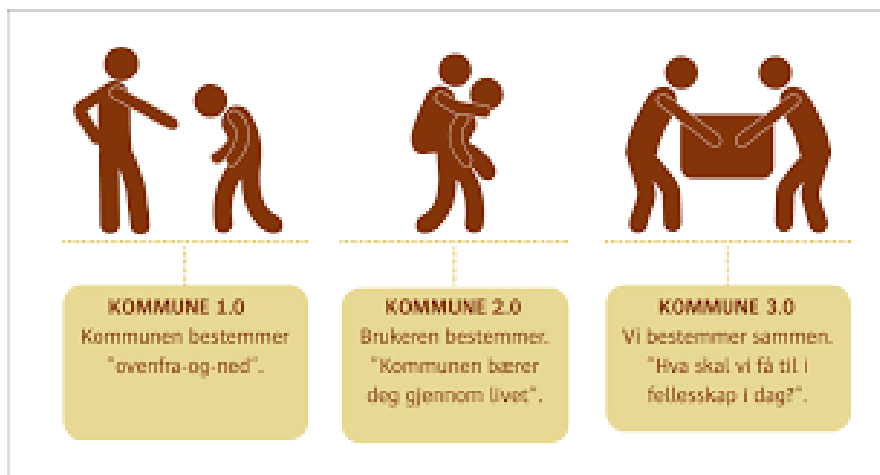 KOMMUNE 1.0
Kommunen bestemmer
"ovenfra-og-ned".
KOMMUNE 2.0
Brukeren bestemmer.
"Kommunen bærer
deg gjennom livet".
KOMMUNE 3.0
Vi bestemmer sammen.
"Hva skal vi få til i
fellesskap i dag?".